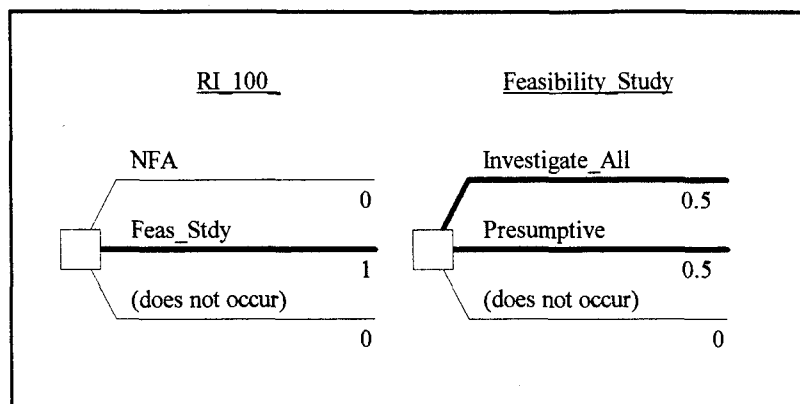 RI_100_
Feasibility_Study
NFA
0
Feas_Stdy
1
(does not occur)
0
Investigate_All
0.5
Presumptive
0.5
(does not occur)
0